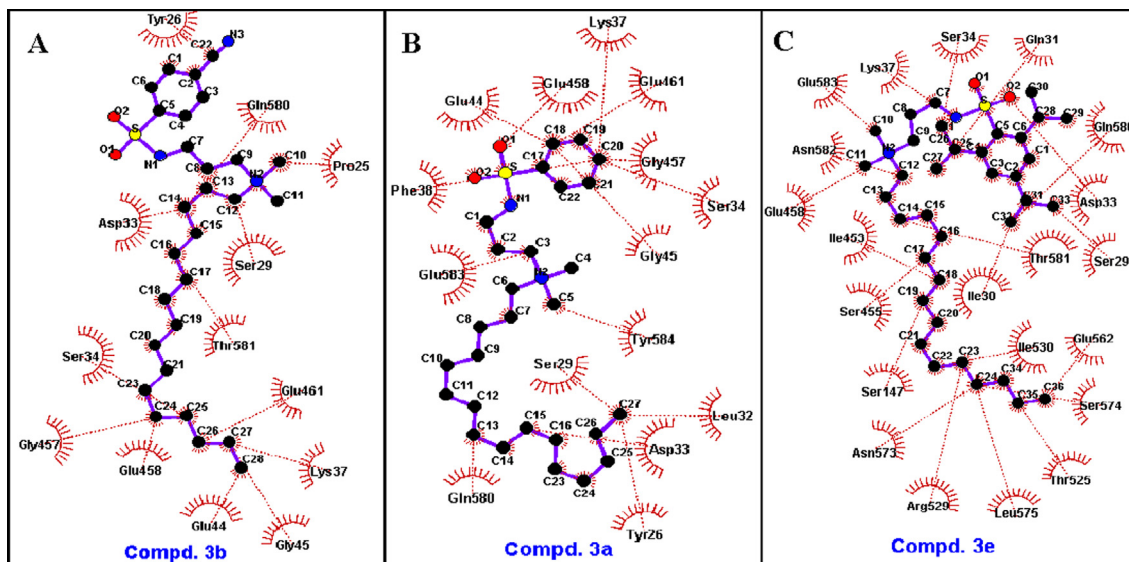 A
Tyr26
N3
C22
C1
C2
C6
C3
C5
C4
O2
S
O1
N1
C7
Gln580
C9
C8
C10
N2
Pro25
C13
C11
C14
C12
Asp33
C15
C16
Ser29
C17
C18
C19
C20
Thr581
Ser34
C21
C23
Glu461
C24
C25
C26
C27
Gly457
Glu458
Lys37
C28
Glu44
Gly45
Compd. 3b
B
Lys37
Glu458
Glu461
Glu44
O1
C18
C19
C17
C20
S
Gly457
O2
C21
Phe38
C22
Ser34
N1
C1
Gly45
C2
C3
Glu583
C4
N2
C6
C5
C7
C8
Tyr584
C9
C10
Ser29
C11
C12
C27
Leu32
C15
C26
C13
C16
Asp33
C14
C25
C23
C24
Gln580
Tyr26
Compd. 3a
C
Ser34
Gln31
Lys37
Glu583
O1
C30
C7
O2
C8
S
C28
C29
C10
C5
C6
Gln580
C9
C26
C1
Asn582
N2
C4
C11
C12
C27
C3
C2
C13
C31
C33
Asp33
Glu458
C14
C15
C32
Ile453
C16
Thr581
Ser29
C17
C18
Ile30
C19
Ser455
C20
C21
Ile530
Glu562
C22
C23
C24
C34
C36
Ser147
C35
Ser574
Asn573
Thr525
Arg529
Leu575
Compd. 3e